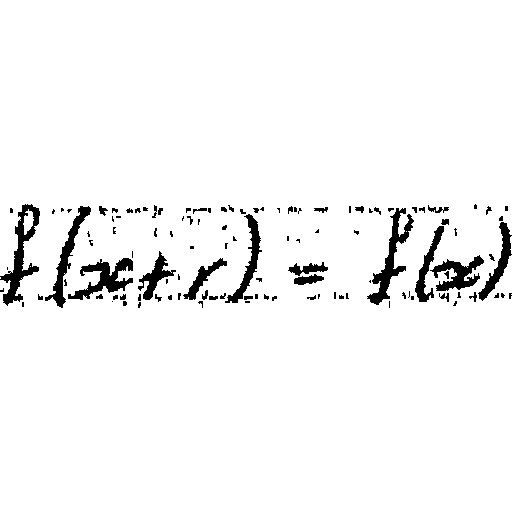 f(x+r) = f(x)